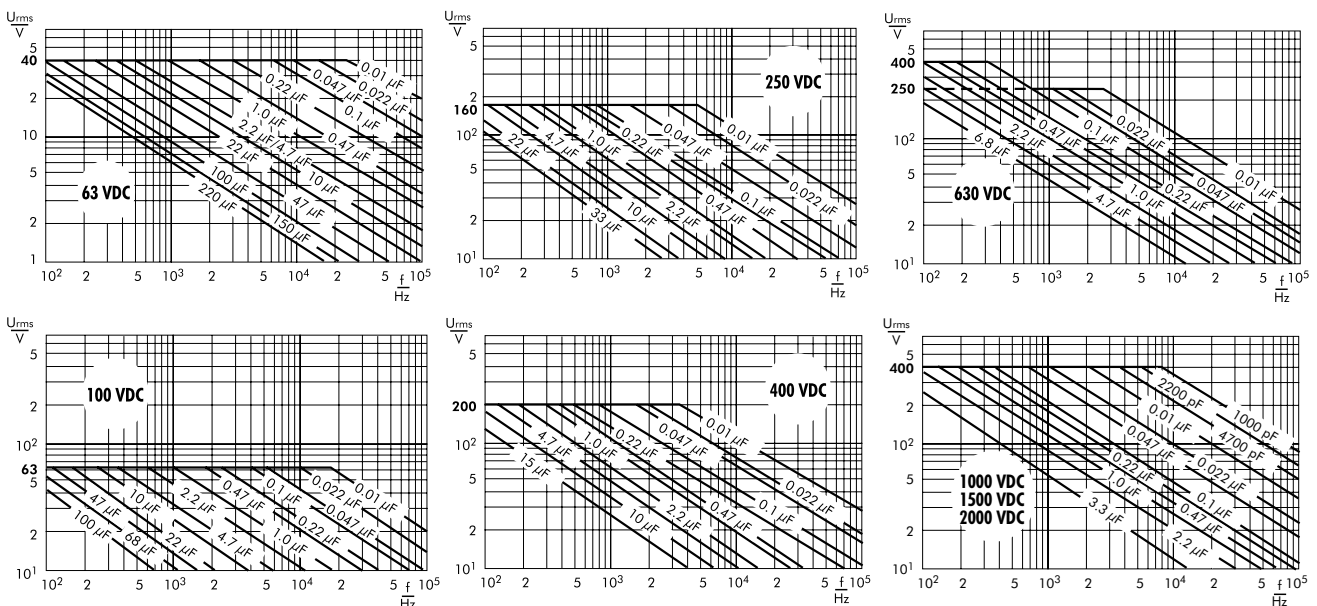 Urms
V
5
40
2
10
5
2
1
10² 2 5 10³ 2 5 10⁴ 2 5 10⁵
f
Hz
63 VDC
0.01 µF
0.022 µF
0.047 µF
0.1 µF
0.22 µF
0.47 µF
1.0 µF
2.2 µF/4.7 µF
10 µF
22 µF
47 µF
100 µF
150 µF
220 µF
Urms
V
5
2
16
10²
5
2
10¹
10² 2 5 10³ 2 5 10⁴ 2 5 10⁵
f
Hz
250 VDC
0.01 µF
0.022 µF
0.047 µF
0.1 µF
0.22 µF
0.47 µF
1.0 µF
2.2 µF
4.7 µF
10 µF
22 µF
33 µF
Urms
V
5
400
250
10²
5
2
10¹
10² 2 5 10³ 2 5 10⁴ 2 5 10⁵
f
Hz
630 VDC
0.01 µF
0.022 µF
0.047 µF
0.1 µF
0.22 µF
0.47 µF
1.0 µF
2.2 µF
4.7 µF
6.8 µF
Urms
V
5
2
10²
63
5
2
10¹
10² 2 5 10³ 2 5 10⁴ 2 5 10⁵
f
Hz
100 VDC
0.01 µF
0.022 µF
0.047 µF
0.1 µF
0.22 µF
0.47 µF
1.0 µF
2.2 µF
4.7 µF
10 µF
22 µF
47 µF
68 µF
100 µF
Urms
V
5
200
10²
5
2
10¹
10² 2 5 10³ 2 5 10⁴ 2 5 10⁵
f
Hz
400 VDC
0.01 µF
0.022 µF
0.047 µF
0.1 µF
0.22 µF
0.47 µF
1.0 µF
2.2 µF
4.7 µF
10 µF
15 µF
Urms
V
5
400
2
10²
5
2
10¹
10² 2 5 10³ 2 5 10⁴ 2 5 10⁵
f
Hz
1000 VDC
1500 VDC
2000 VDC
1000 pF
2200 pF
4700 pF
0.01 µF
0.022 µF
0.047 µF
0.1 µF
0.22 µF
0.47 µF
1.0 µF
2.2 µF
3.3 µF